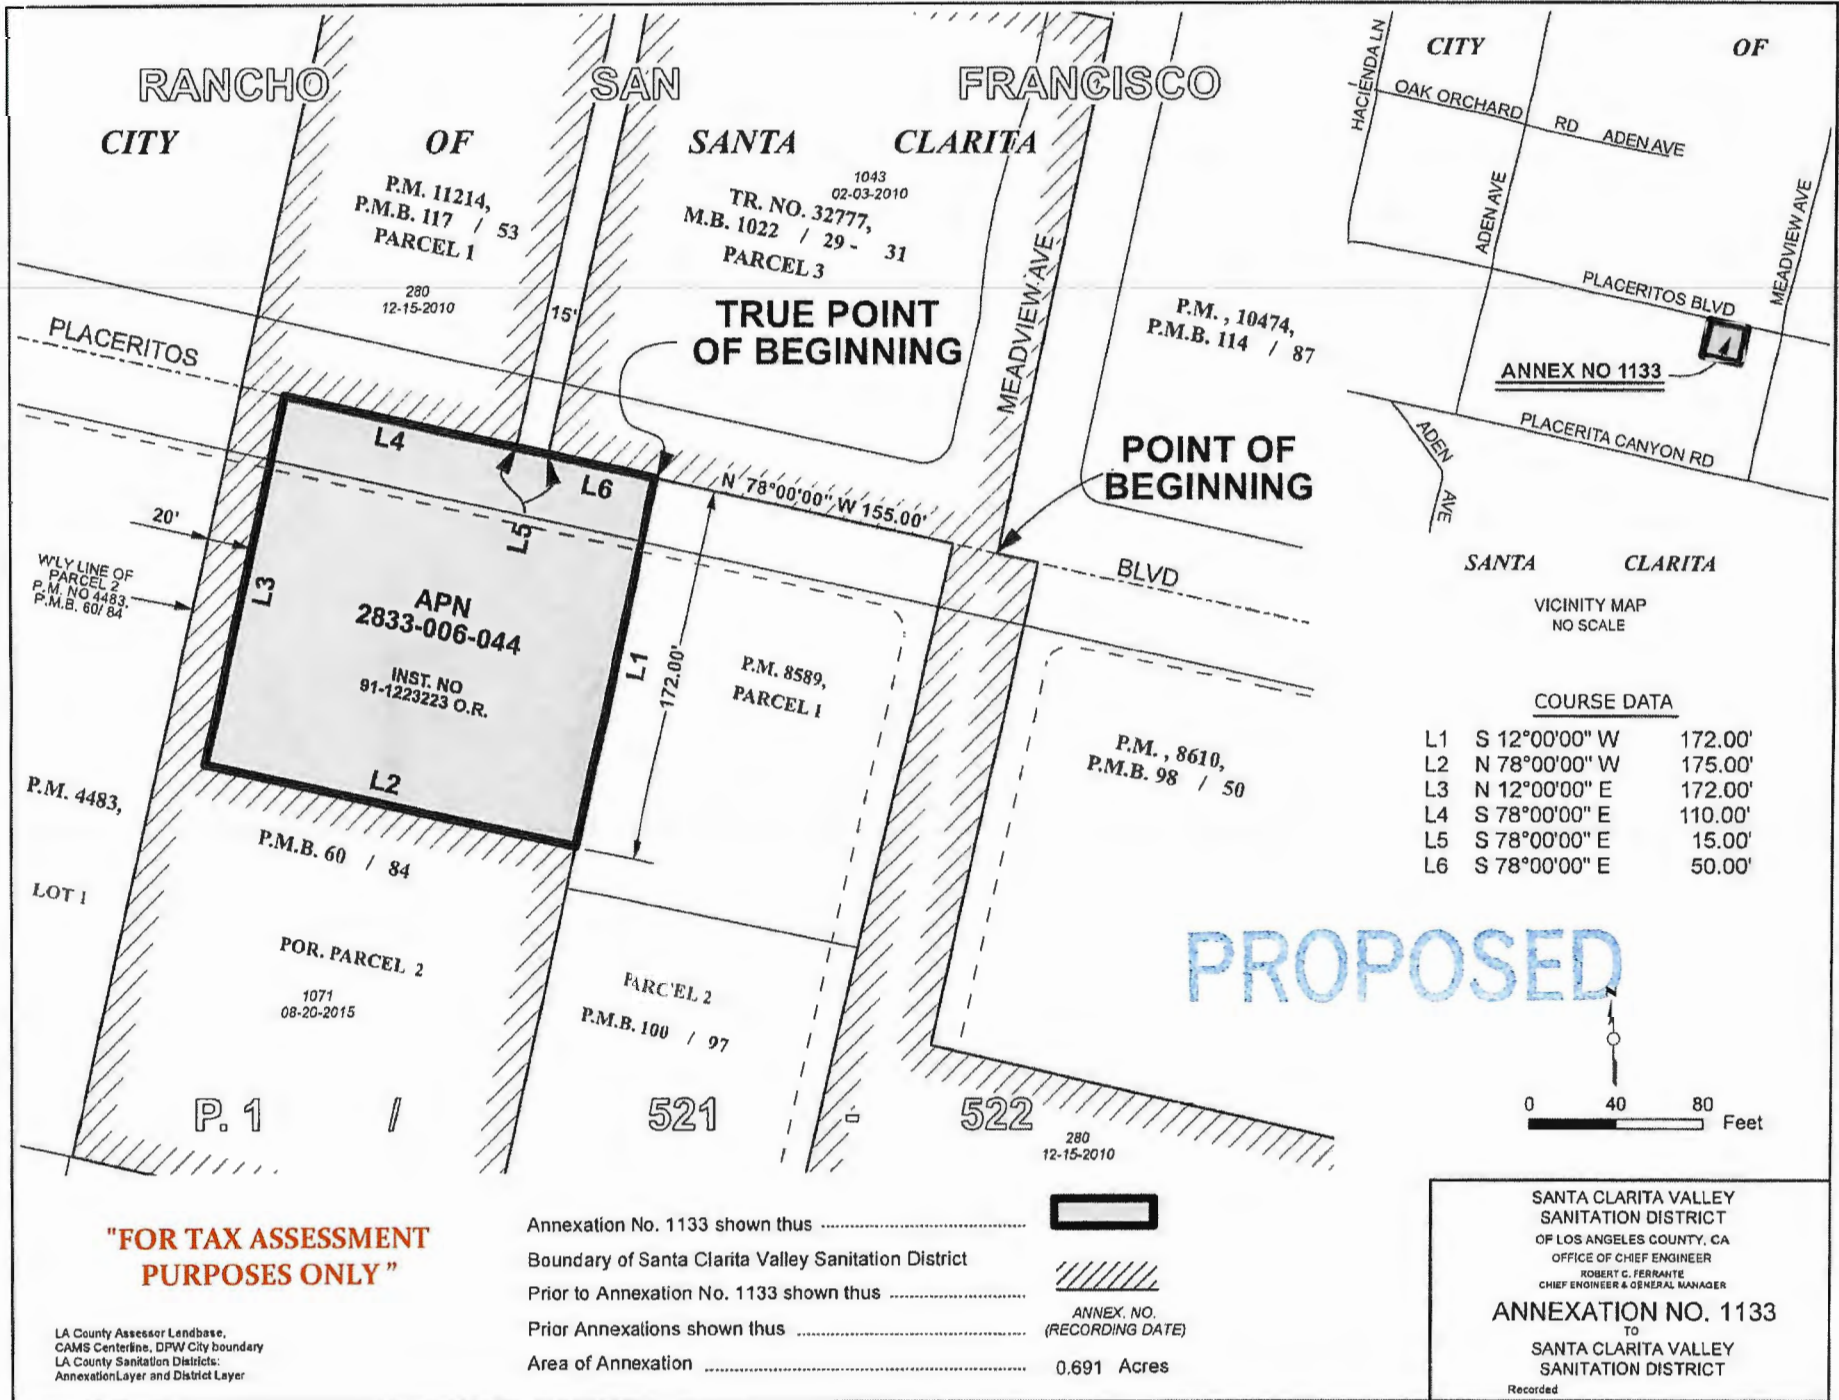 RANCHO SAN FRANCISCO
CITY OF SANTA CLARITA
P.M. 11214,
P.M.B. 117 / 53
PARCEL 1
280
12-15-2010
15'
1043
02-03-2010
TR. NO. 32777,
M.B. 1022 / 29 - 31
PARCEL 3
TRUE POINT
OF BEGINNING
MEADVIEW AVE
P.M. , 10474,
P.M.B. 114 / 87
POINT OF
BEGINNING
PLACERITOS
BLVD
N 78°00'00" W 155.00'
L4
L6
L5
L3
L1
L2
172.00'
20'
W'LY LINE OF
PARCEL 2
P.M. NO 4483,
P.M.B. 60/ 84
APN
2833-006-044
INST. NO
91-1223223 O.R.
P.M. 8589,
PARCEL 1
P.M. , 8610,
P.M.B. 98 / 50
P.M. 4483,
LOT 1
P.M.B. 60 / 84
POR. PARCEL 2
1071
08-20-2015
PARCEL 2
P.M.B. 100 / 97
P. 1 / 521 - 522
280
12-15-2010
CITY OF
HACIENDA LN
OAK ORCHARD RD
ADEN AVE
ADEN AVE
MEADVIEW AVE
PLACERITOS BLVD
ANNEX NO 1133
PLACERITA CANYON RD
ADEN
AVE
SANTA CLARITA
VICINITY MAP
NO SCALE
COURSE DATA
L1 S 12°00'00" W 172.00'
L2 N 78°00'00" W 175.00'
L3 N 12°00'00" E 172.00'
L4 S 78°00'00" E 110.00'
L5 S 78°00'00" E 15.00'
L6 S 78°00'00" E 50.00'
PROPOSED
N
0 40 80
Feet
"FOR TAX ASSESSMENT
PURPOSES ONLY"
LA County Assessor Landbase,
CAMS Centerline, DPW City boundary
LA County Sanitation Districts:
AnnexationLayer and District Layer
Annexation No. 1133 shown thus
Boundary of Santa Clarita Valley Sanitation District
Prior to Annexation No. 1133 shown thus
ANNEX. NO.
Prior Annexations shown thus (RECORDING DATE)
Area of Annexation 0.691 Acres
SANTA CLARITA VALLEY
SANITATION DISTRICT
OF LOS ANGELES COUNTY, CA
OFFICE OF CHIEF ENGINEER
ROBERT C. FERRANTE
CHIEF ENGINEER & GENERAL MANAGER
ANNEXATION NO. 1133
TO
SANTA CLARITA VALLEY
SANITATION DISTRICT
Recorded